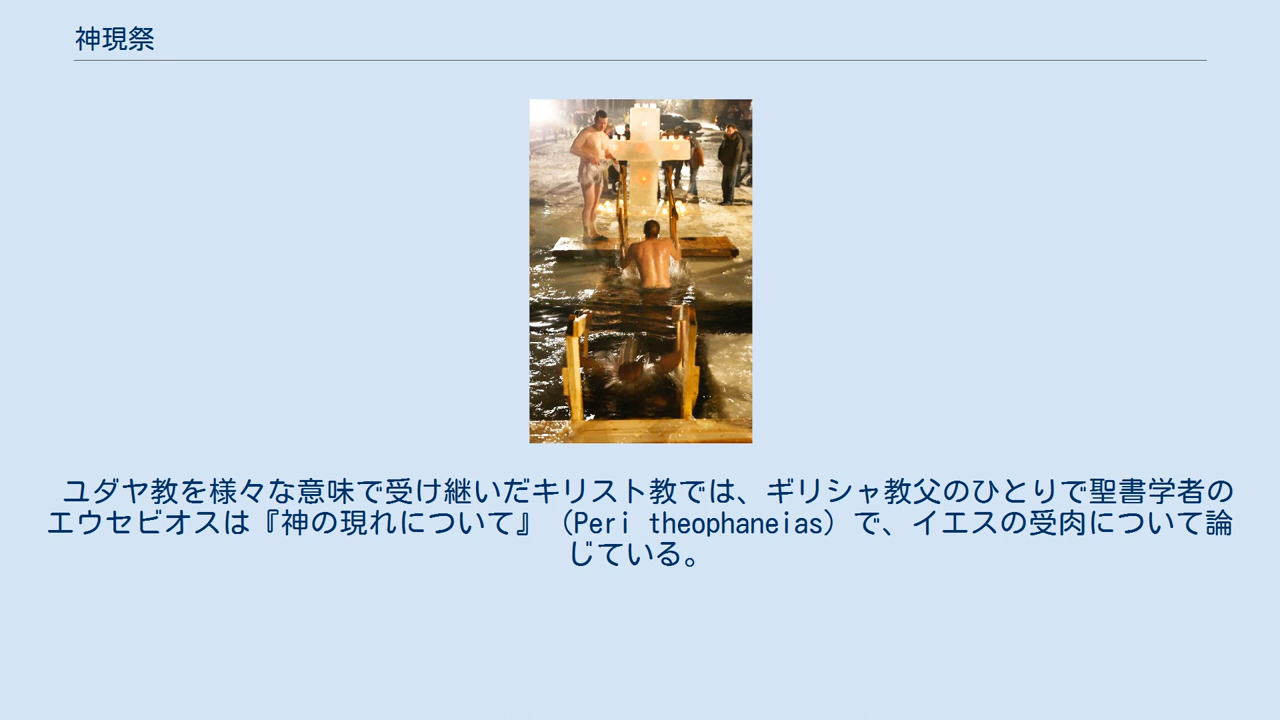 神現祭
ユダヤ教を様々な意味で受け継いだキリスト教では、ギリシャ教父のひとりで聖書学者の
エウセビオスは『神の現れについて』（Peri theophaneias）で、イエスの受肉について論
じている。